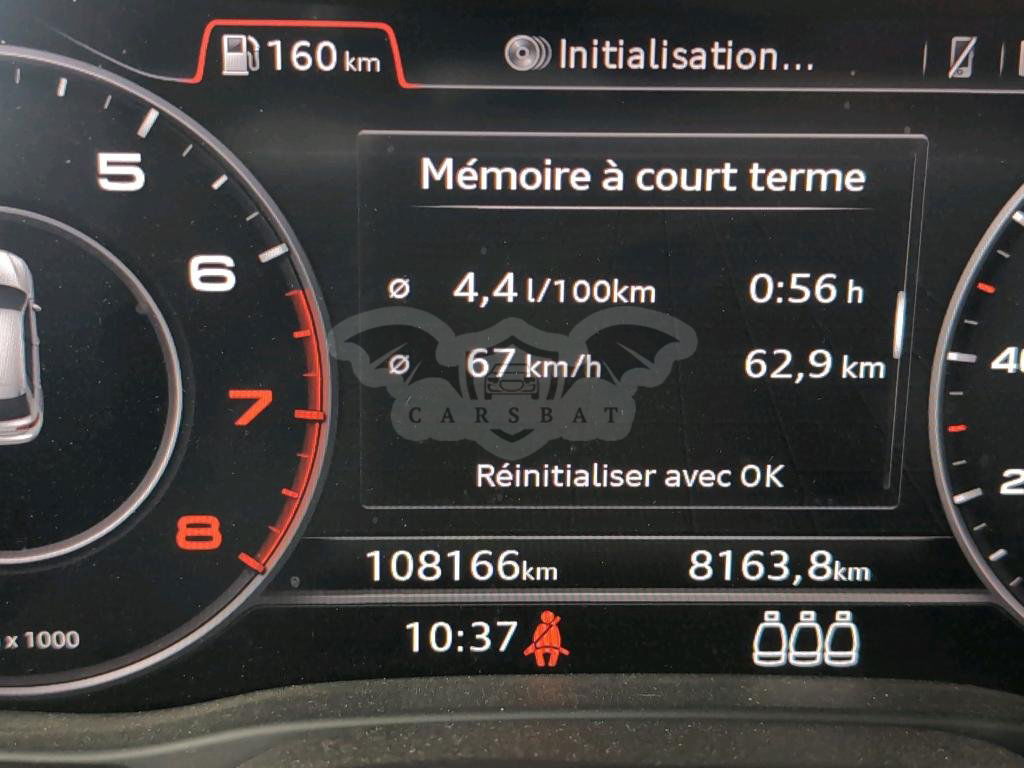 160 km
Initialisation...
5
6
7
8
x 1000
Mémoire à court terme
ø 4,4 l/100km 0:56 h
ø 67 km/h 62,9 km
CARSBAT
Réinitialiser avec OK
108166km 8163,8km
10:37